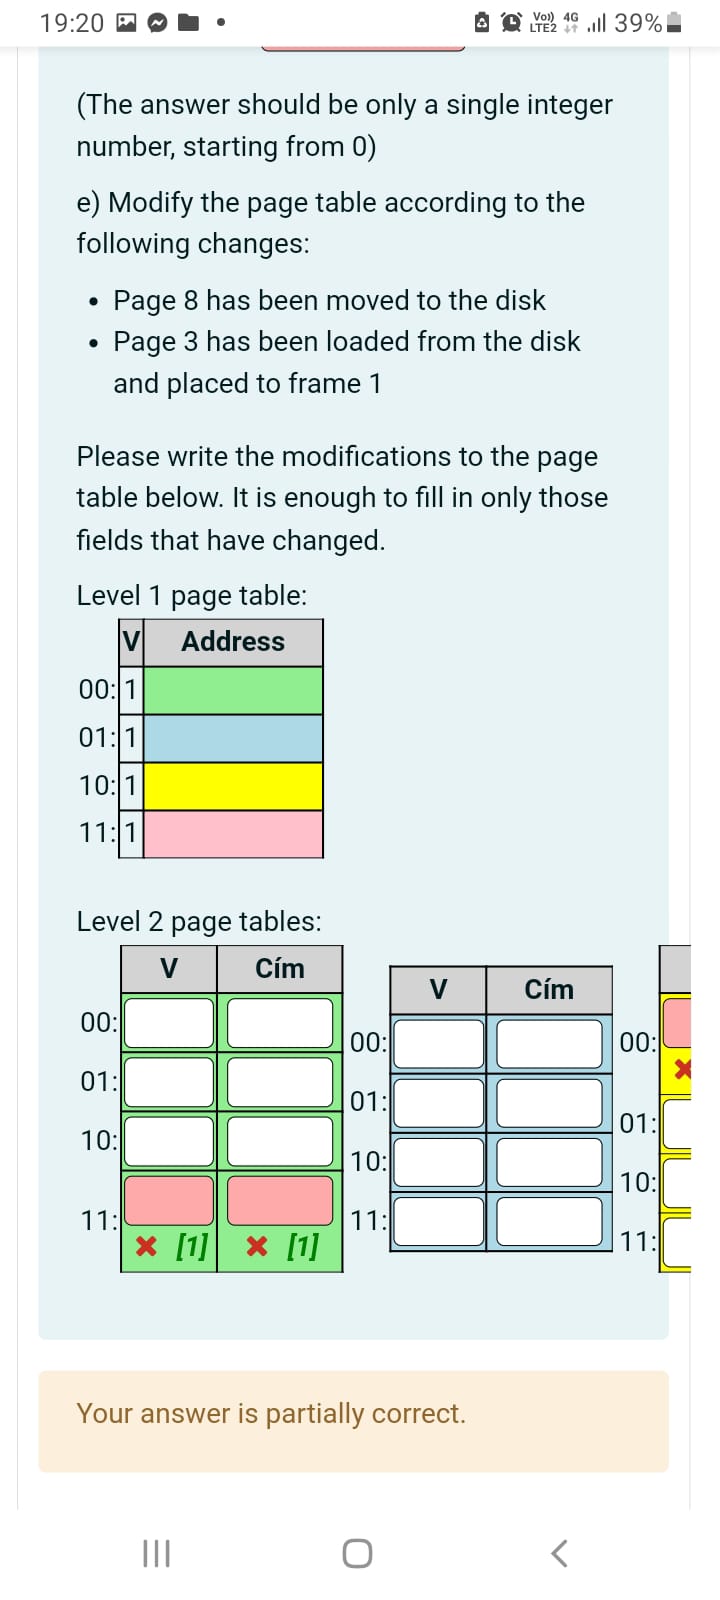 19:20 Vo)) 4G LTE2 39%
(The answer should be only a single integer
number, starting from 0)
e) Modify the page table according to the
following changes:
• Page 8 has been moved to the disk
• Page 3 has been loaded from the disk
and placed to frame 1
Please write the modifications to the page
table below. It is enough to fill in only those
fields that have changed.
Level 1 page table:
V Address
00: 1
01: 1
10: 1
11: 1
Level 2 page tables:
V Cím
00:
01:
10:
11:
[1] [1]
V Cím
00:
01:
10:
11:
00:
01:
10:
11:
Your answer is partially correct.